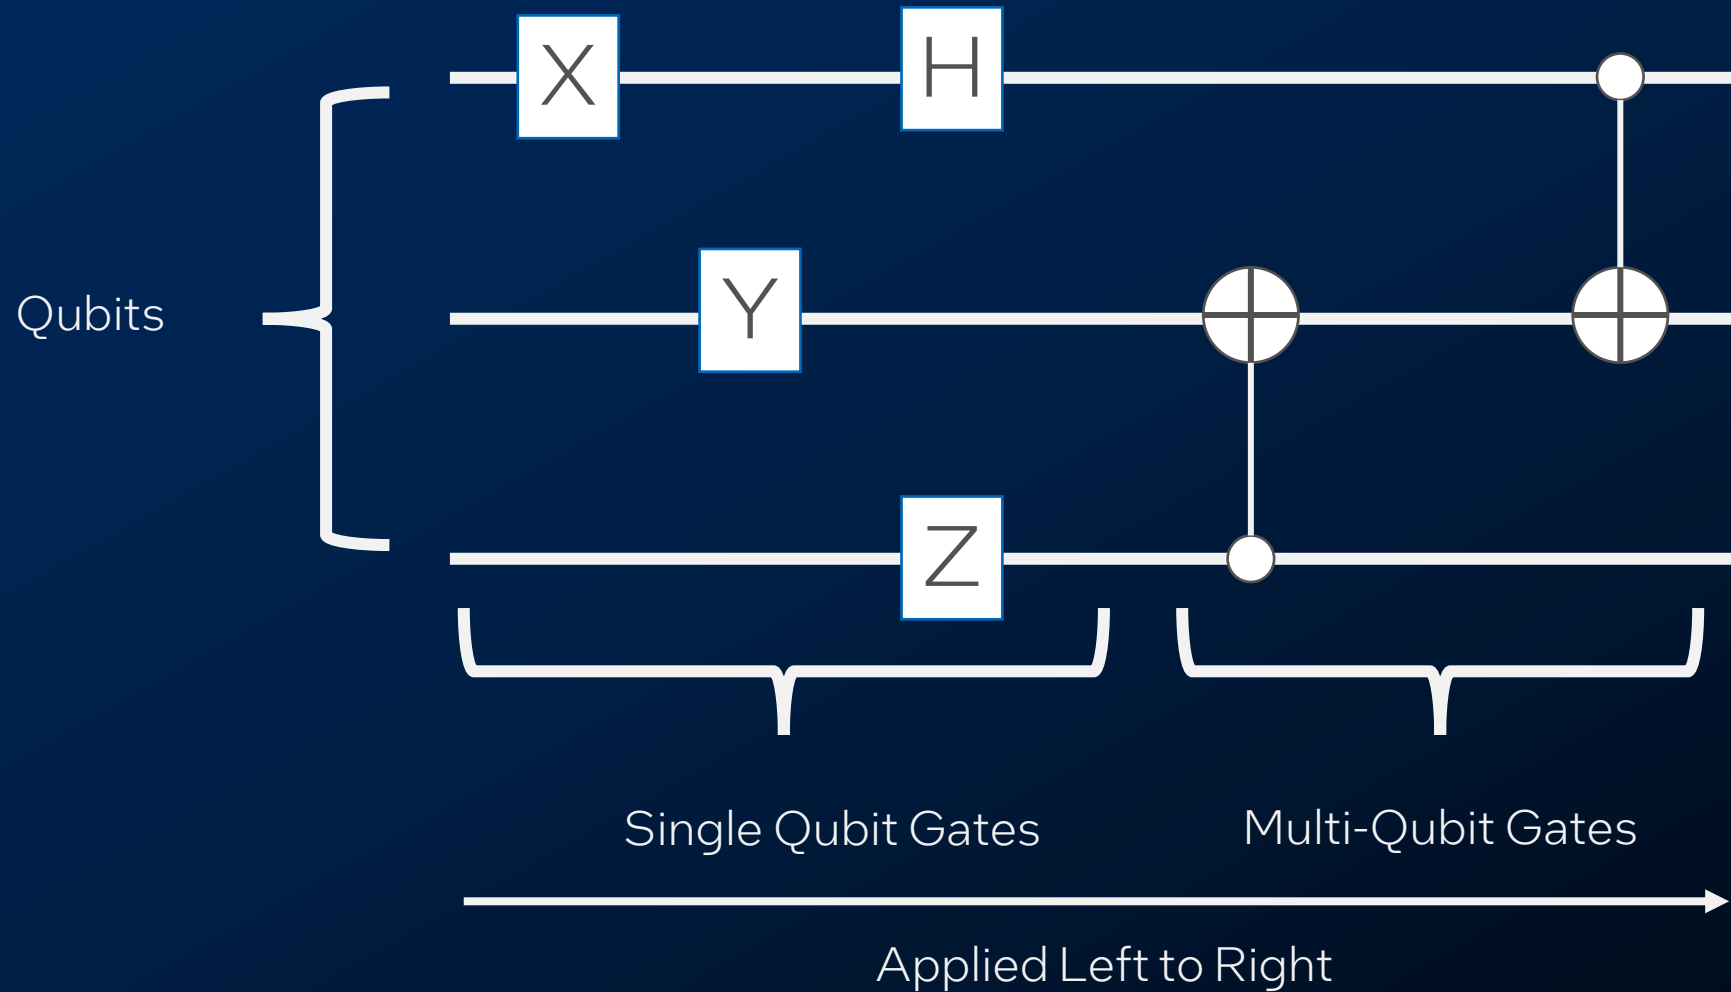 X
H
Qubits
Y
Z
Single Qubit Gates
Multi-Qubit Gates
Applied Left to Right